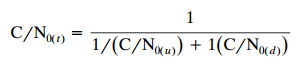 C/N₀₍ₜ₎ = 1 / 1/(C/N₀₍ᵤ₎) + 1(C/N₀₍d₎)